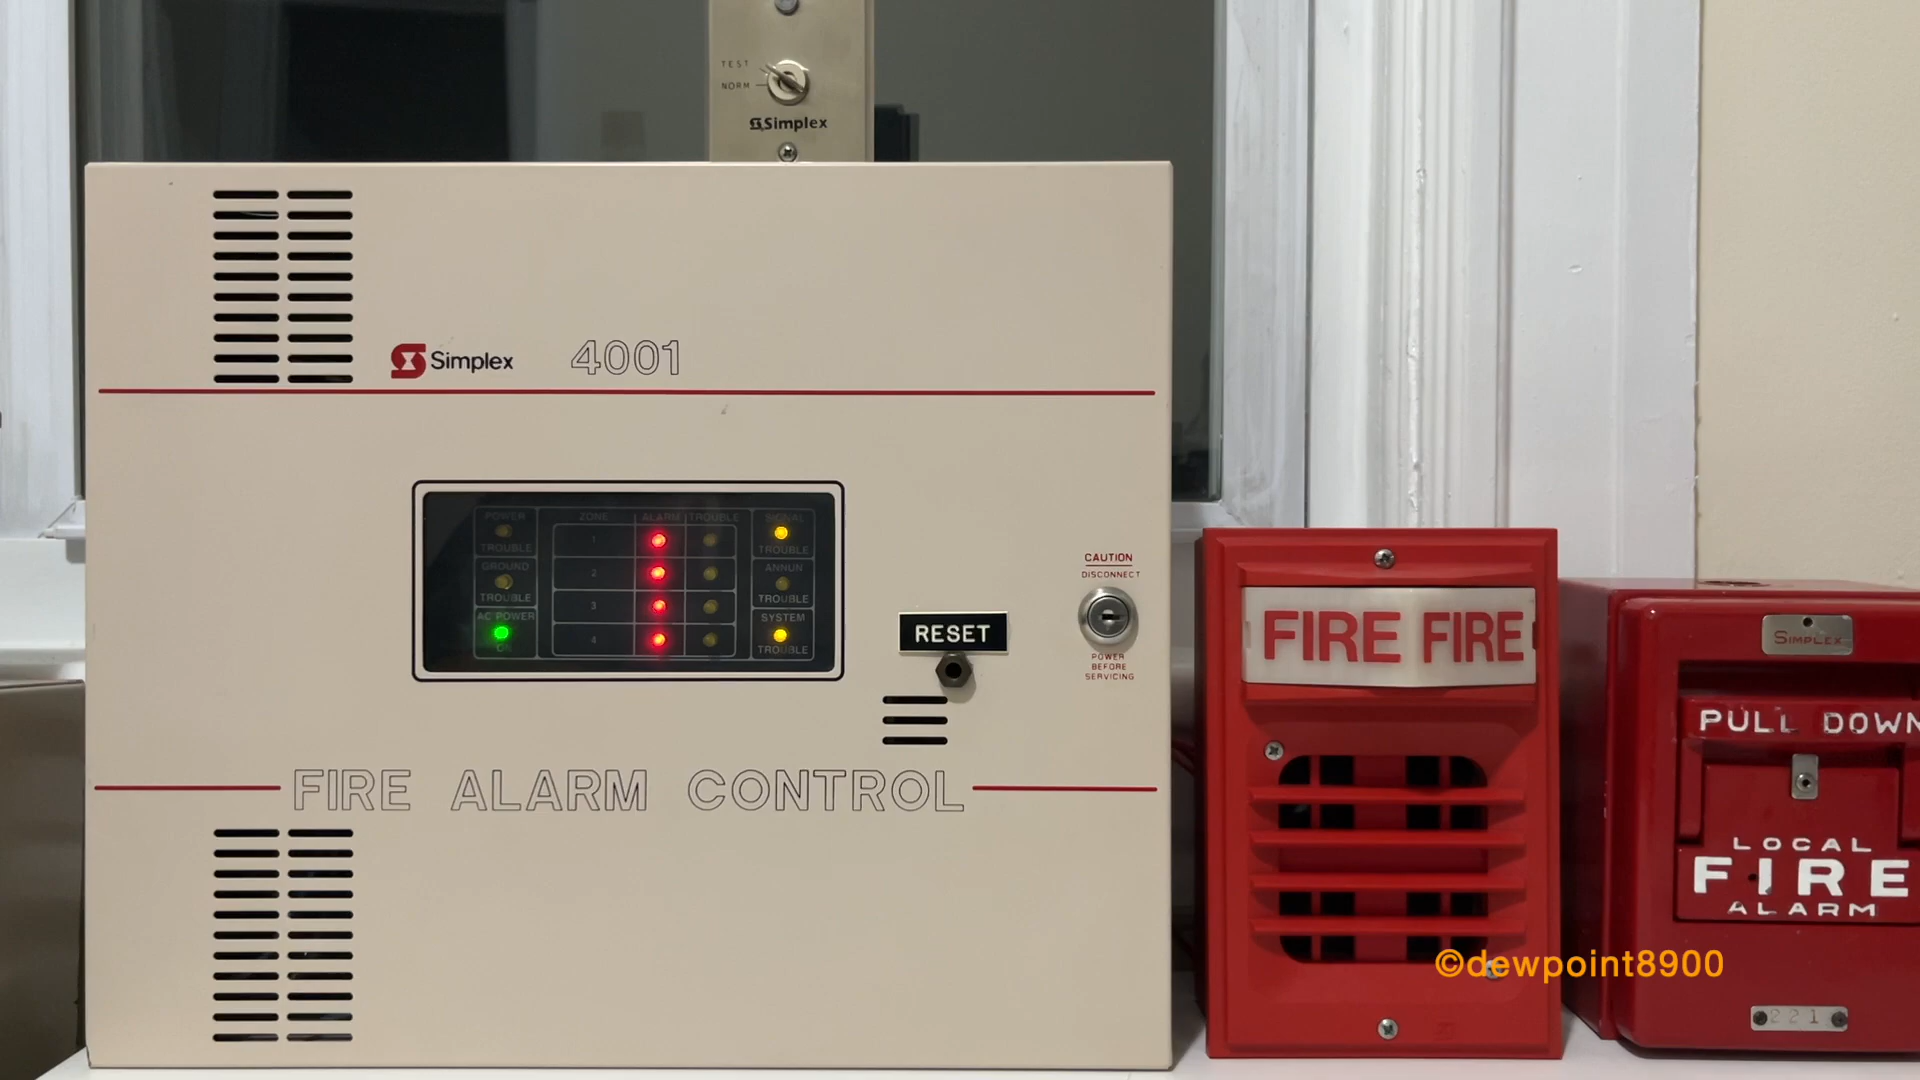 TEST
NORM
Simplex
Simplex 4001
POWER
TROUBLE
GROUND
TROUBLE
AC POWER
ON
ZONE ALARM TROUBLE
1
2
3
4
SIGNAL
TROUBLE
ANNUN
TROUBLE
SYSTEM
TROUBLE
RESET
CAUTION
DISCONNECT
POWER
BEFORE
SERVICING
FIRE ALARM CONTROL
FIRE FIRE
SIMPLEX
PULL DOWN
LOCAL
FIRE
ALARM
©dewpoint8900
221